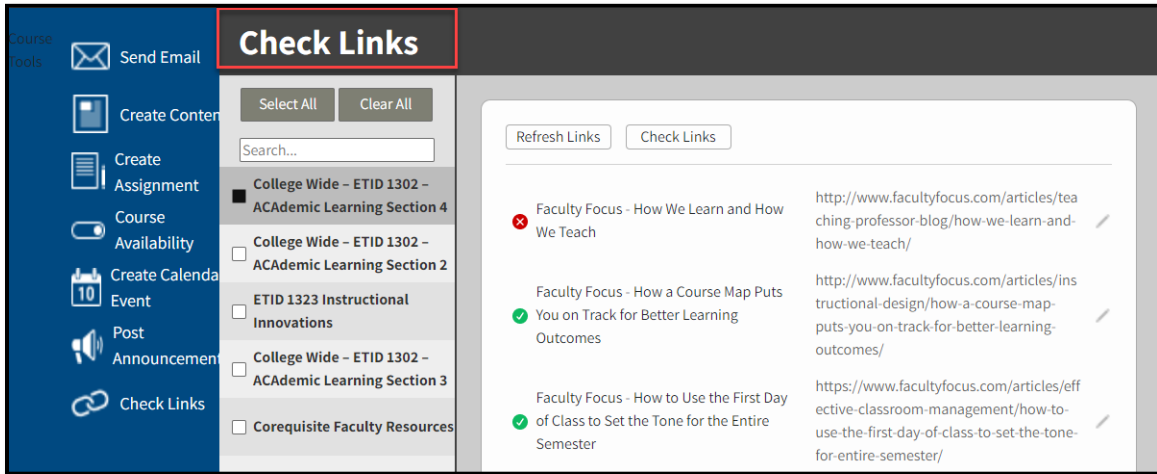 Course
Tools
Send Email
Create Conten
Create
Assignment
Course
Availability
Create Calenda
Event
10
Post
Announcement
Check Links
Check Links
Select All
Clear All
Search...
College Wide – ETID 1302 –
ACAdemic Learning Section 4
College Wide – ETID 1302 –
ACAdemic Learning Section 2
ETID 1323 Instructional
Innovations
College Wide – ETID 1302 –
ACAdemic Learning Section 3
Corequisite Faculty Resources
Refresh Links
Check Links
Faculty Focus - How We Learn and How
We Teach
http://www.facultyfocus.com/articles/tea
ching-professor-blog/how-we-learn-and-
how-we-teach/
Faculty Focus - How a Course Map Puts
You on Track for Better Learning
Outcomes
http://www.facultyfocus.com/articles/ins
tructional-design/how-a-course-map-
puts-you-on-track-for-better-learning-
outcomes/
Faculty Focus - How to Use the First Day
of Class to Set the Tone for the Entire
Semester
https://www.facultyfocus.com/articles/eff
ective-classroom-management/how-to-
use-the-first-day-of-class-to-set-the-tone-
for-entire-semester/